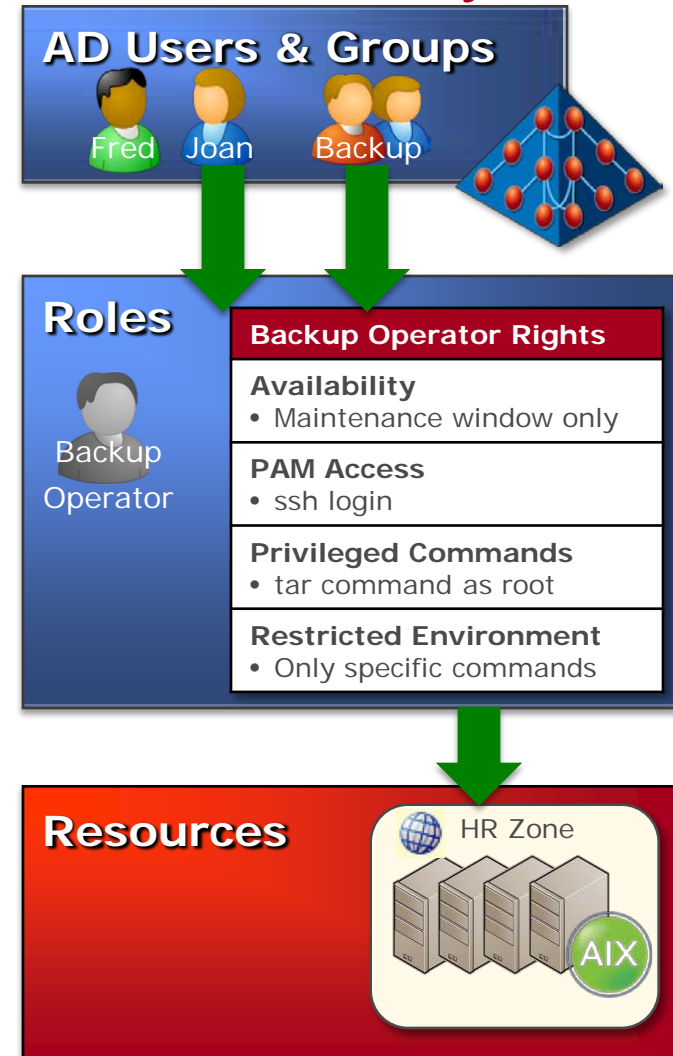 AD Users & Groups
Fred
Joan
Backup
Roles
Backup
Operator
Backup Operator Rights
Availability
• Maintenance window only
PAM Access
• ssh login
Privileged Commands
• tar command as root
Restricted Environment
• Only specific commands
Resources
HR Zone
AIX